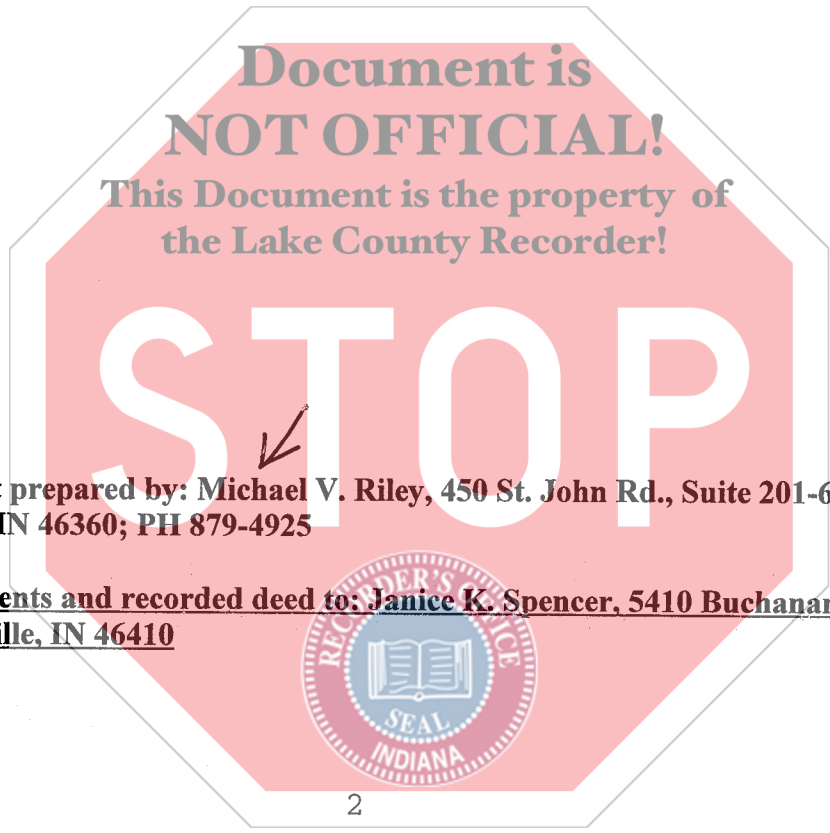 Document is
NOT OFFICIAL!
This Document is the property of
the Lake County Recorder!
STOP
prepared by: Michael V. Riley, 450 St. John Rd., Suite 201-6
IN 46360; PH 879-4925
ents and recorded deed to: Janice K. Spencer, 5410 Buchanan
ille, IN 46410
RECORDER'S OFFICE
SEAL
INDIANA
2